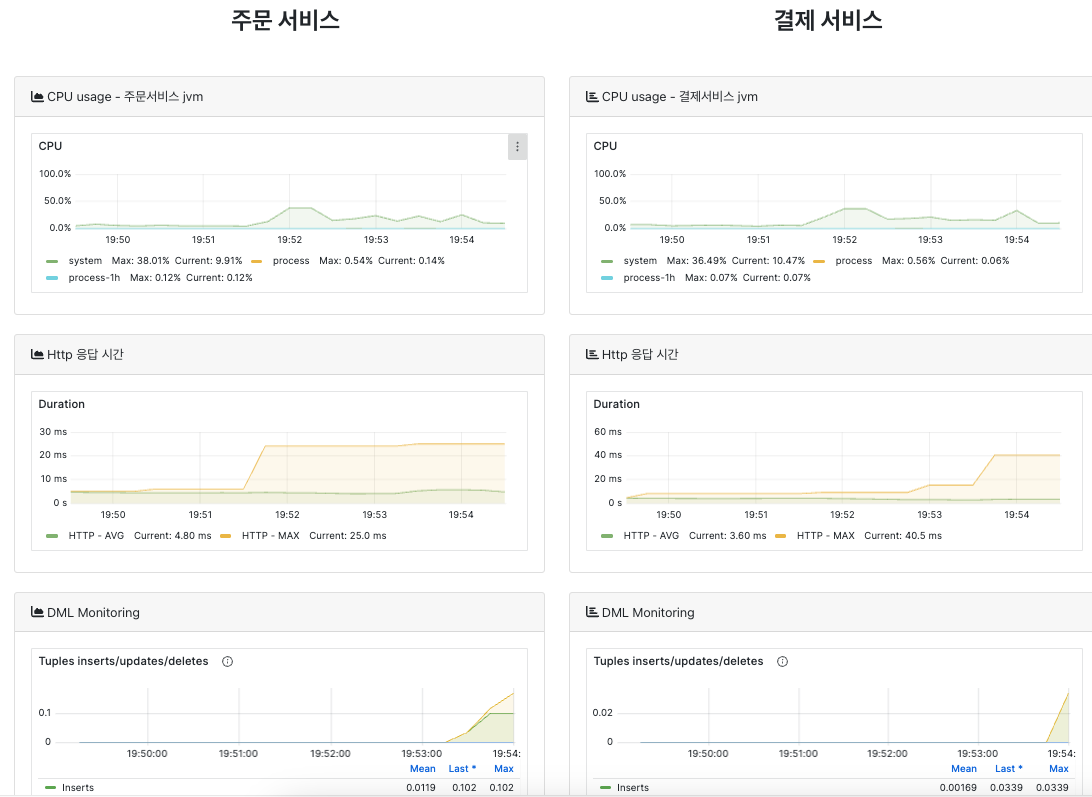 주문 서비스
결제 서비스
CPU usage - 주문서비스 jvm
CPU
100.0%
50.0%
0.0%
19:50 19:51 19:52 19:53 19:54
system Max: 38.01% Current: 9.91% process Max: 0.54% Current: 0.14%
process-1h Max: 0.12% Current: 0.12%
CPU usage - 결제서비스 jvm
CPU
100.0%
50.0%
0.0%
19:50 19:51 19:52 19:53 19:54
system Max: 36.49% Current: 10.47% process Max: 0.56% Current: 0.06%
process-1h Max: 0.07% Current: 0.07%
Http 응답 시간
Duration
30 ms
20 ms
10 ms
0 s
19:50 19:51 19:52 19:53 19:54
HTTP - AVG Current: 4.80 ms HTTP - MAX Current: 25.0 ms
Http 응답 시간
Duration
60 ms
40 ms
20 ms
0 s
19:50 19:51 19:52 19:53 19:54
HTTP - AVG Current: 3.60 ms HTTP - MAX Current: 40.5 ms
DML Monitoring
Tuples inserts/updates/deletes
0.1
0
19:50:00 19:51:00 19:52:00 19:53:00 19:54:
Mean Last * Max
Inserts 0.0119 0.102 0.102
DML Monitoring
Tuples inserts/updates/deletes
0.02
0
19:50:00 19:51:00 19:52:00 19:53:00 19:54:
Mean Last * Max
Inserts 0.00169 0.0339 0.0339